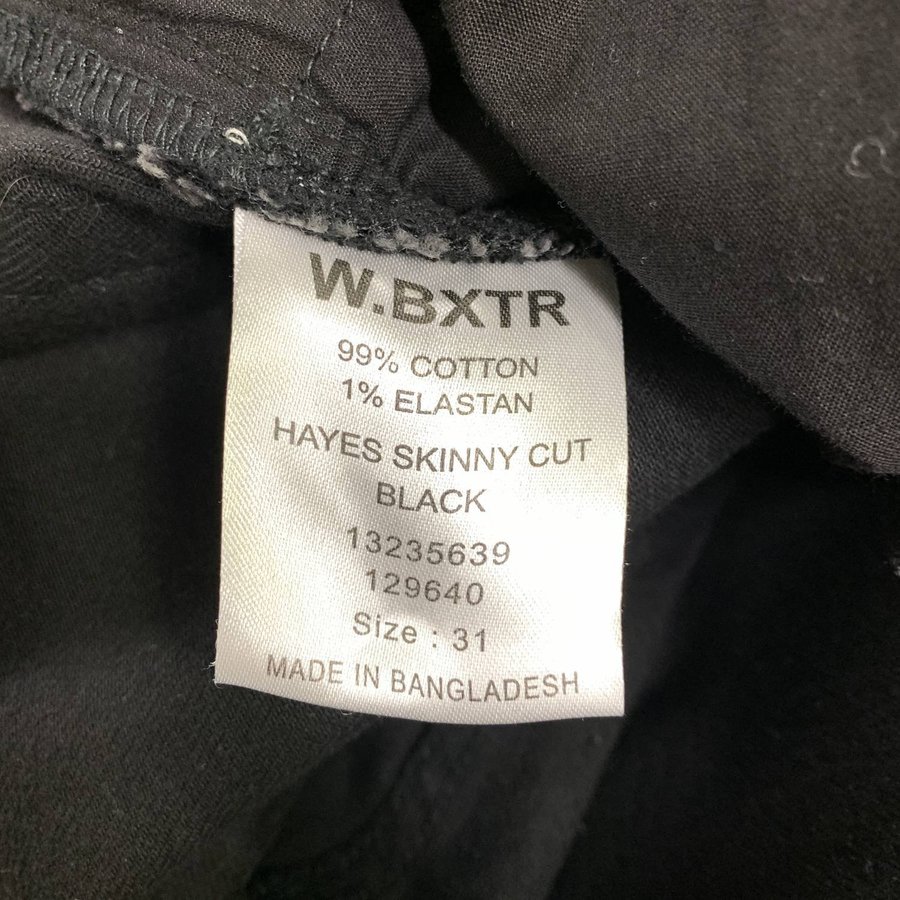 W.BXTR
99% COTTON
1% ELASTAN
HAYES SKINNY CUT
BLACK
13235639
129640
Size : 31
MADE IN BANGLADESH